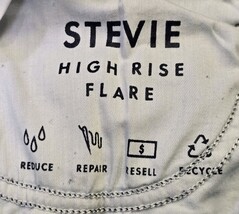 STEVIE
HIGH RISE
FLARE
$
REDUCE REPAIR RESELL RECYCLE